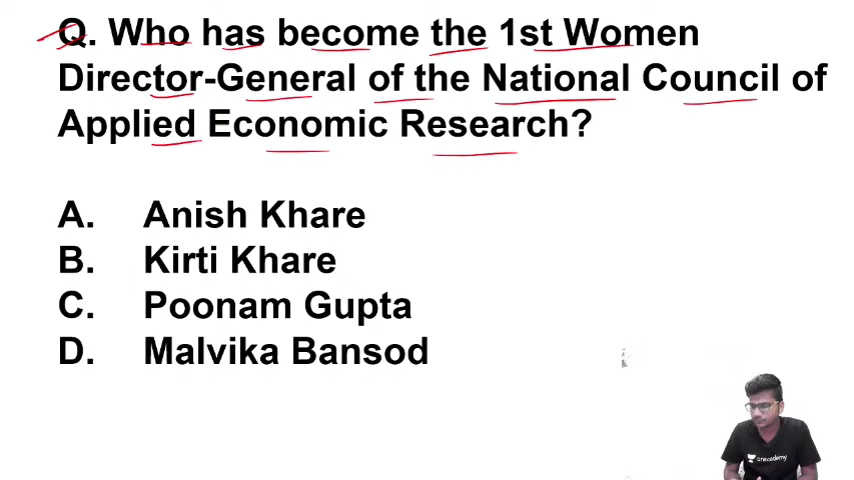 Q. Who has become the 1st Women
Director-General of the National Council of
Applied Economic Research?
A. Anish Khare
B. Kirti Khare
C. Poonam Gupta
D. Malvika Bansod
unacademy